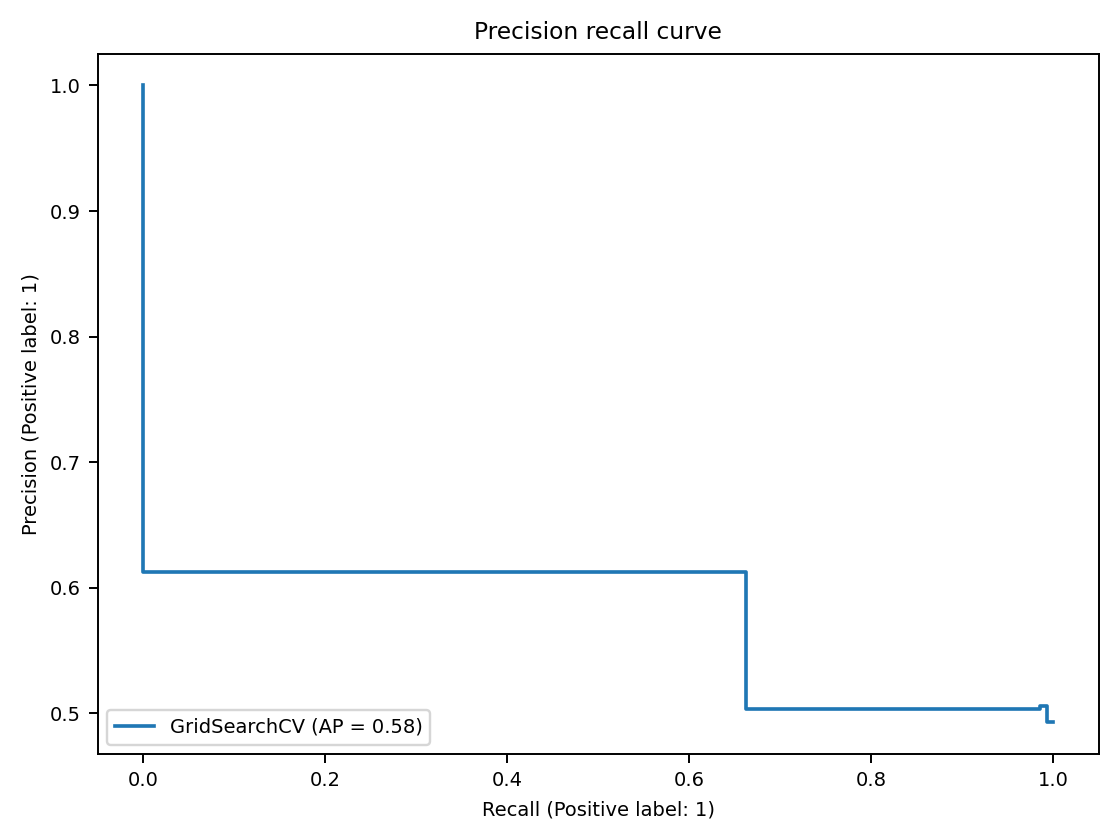 Precision recall curve
1.0
0.9
0.8
0.7
0.6
0.5
Precision (Positive label: 1)
GridSearchCV (AP = 0.58)
0.0 0.2 0.4 0.6 0.8 1.0
Recall (Positive label: 1)